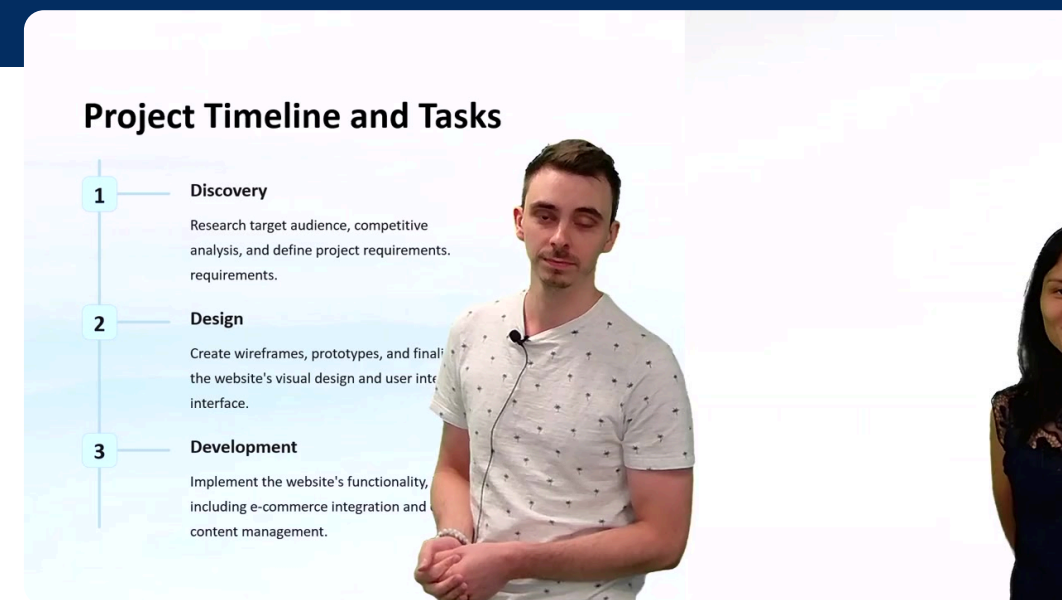 Project Timeline and Tasks
1
Discovery
Research target audience, competitive
analysis, and define project requirements.
requirements.
2
Design
Create wireframes, prototypes, and finali
the website's visual design and user inte
interface.
3
Development
Implement the website's functionality,
including e-commerce integration and
content management.